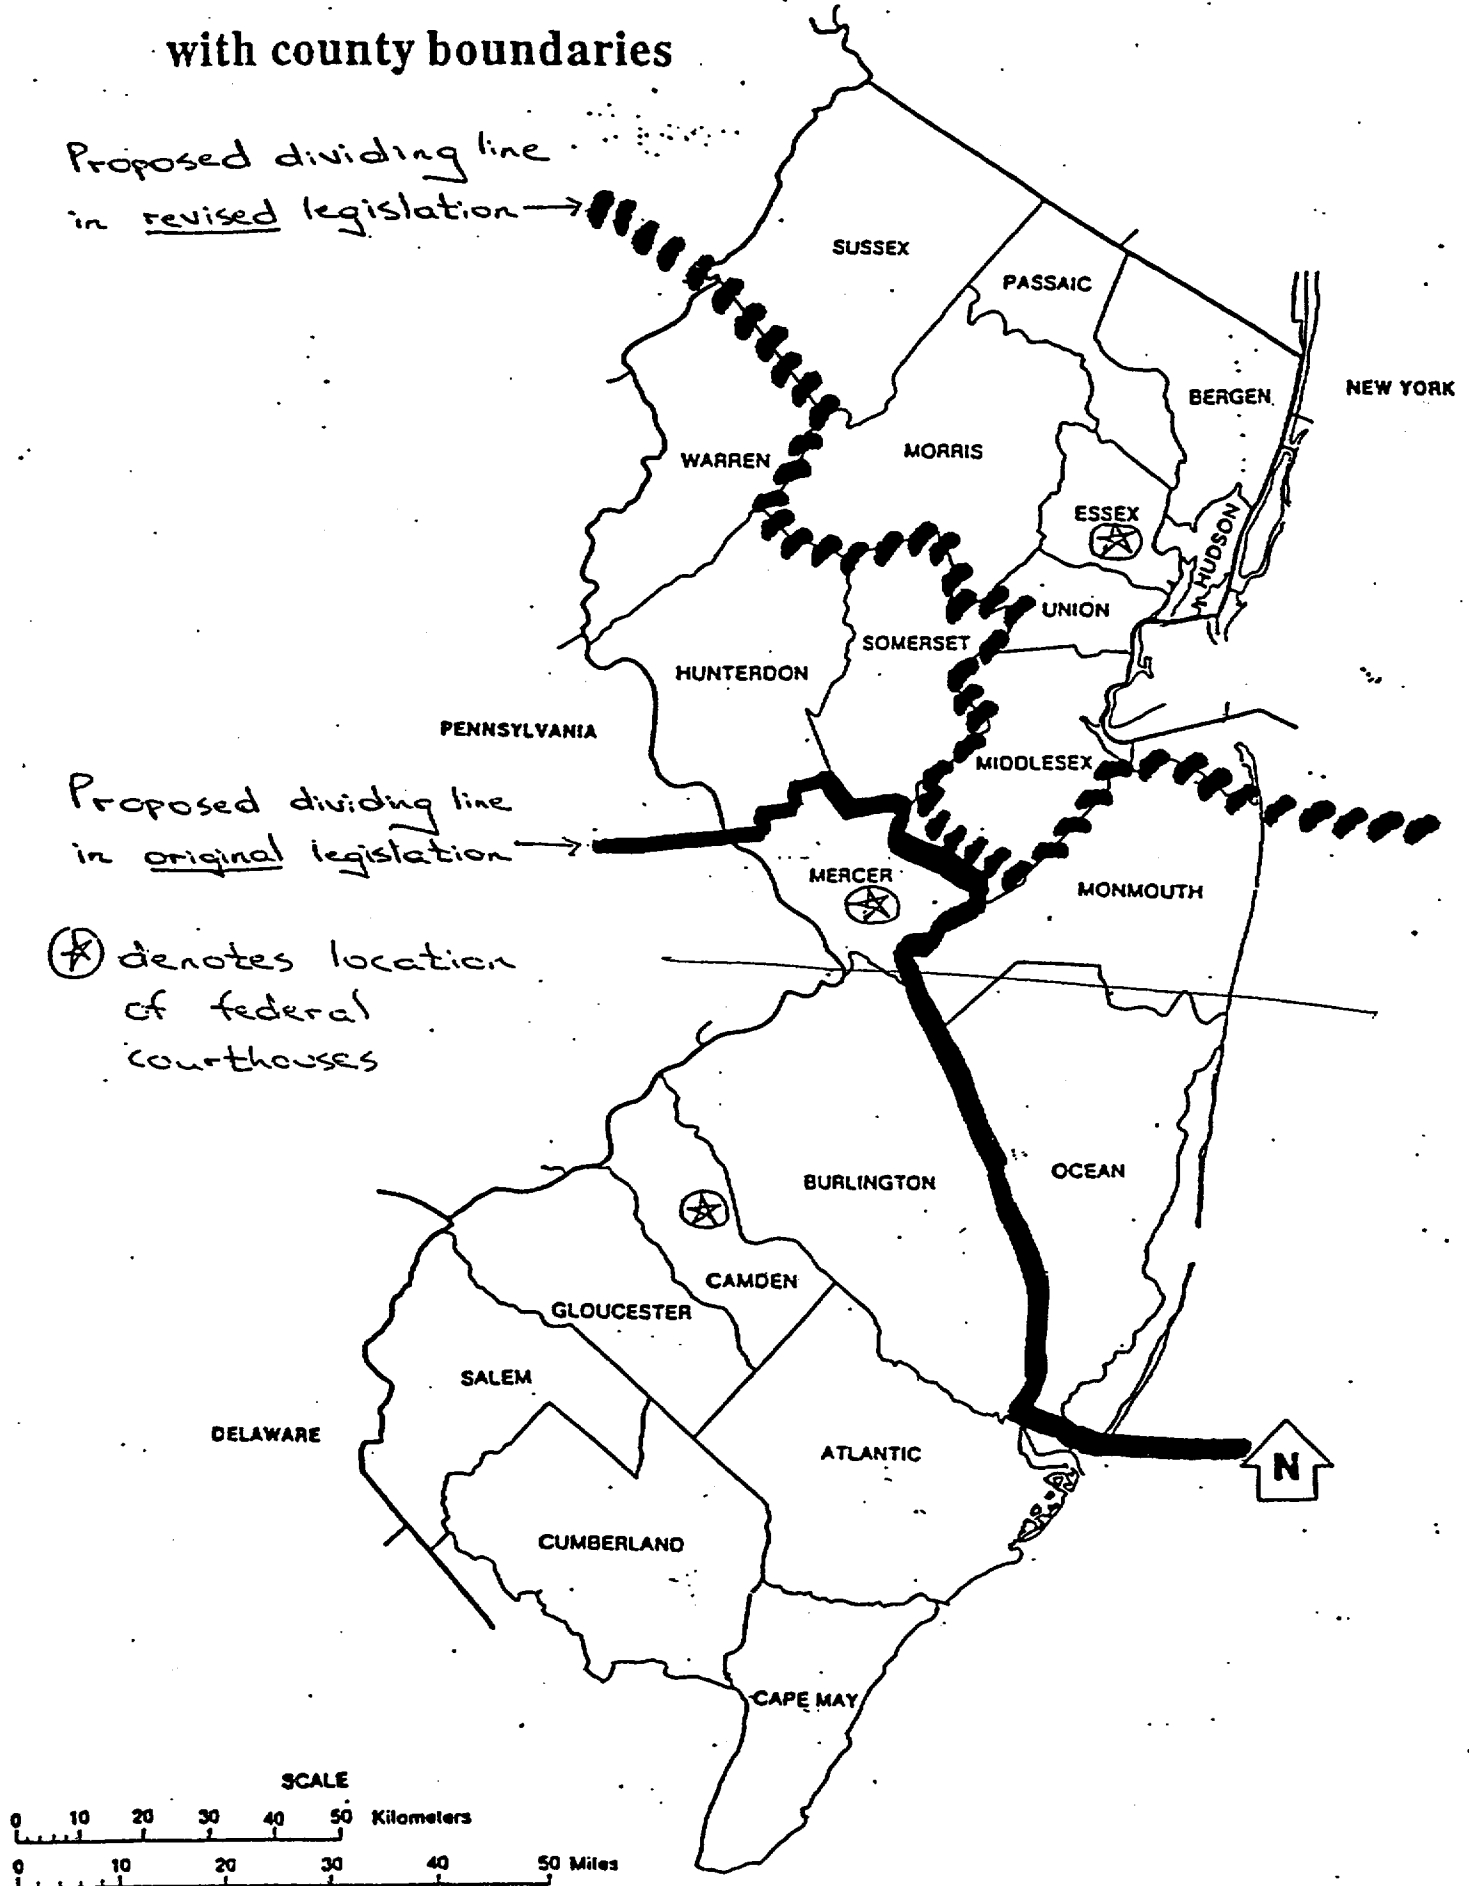 with county boundaries
Proposed dividing line
in revised legislation
SUSSEX
PASSAIC
BERGEN
NEW YORK
WARREN
MORRIS
ESSEX
HUDSON
UNION
SOMERSET
HUNTERDON
PENNSYLVANIA
MIDDLESEX
Proposed dividing line
in original legislation
MERCER
MONMOUTH
denotes location
of federal
courthouses
BURLINGTON
OCEAN
CAMDEN
GLOUCESTER
SALEM
DELAWARE
ATLANTIC
N
CUMBERLAND
CAPE MAY
SCALE
0 10 20 30 40 50 Kilometers
0 10 20 30 40 50 Miles